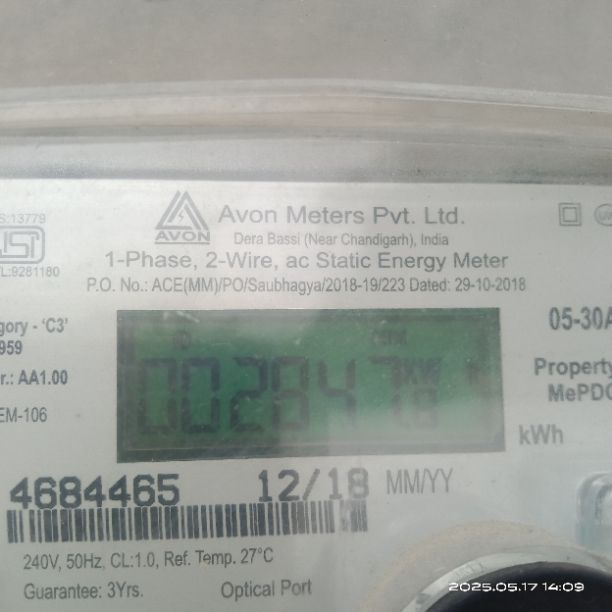 S:13779
Avon Meters Pvt. Ltd.
AVON
Dera Bassi (Near Chandigarh), India
L:9281180
1-Phase, 2-Wire, ac Static Energy Meter
P.O. No.: ACE(MM)/PO/Saubhagya/2018-19/223 Dated: 29-10-2018
gory - 'C3'
05-30A
959
r.: AA1.00
Property
MePDC
EM-106
002847
kWh
4684465 12/18 MM/YY
240V, 50Hz, CL:1.0, Ref. Temp. 27°C
Guarantee: 3Yrs. Optical Port
2025.05.17 14:09